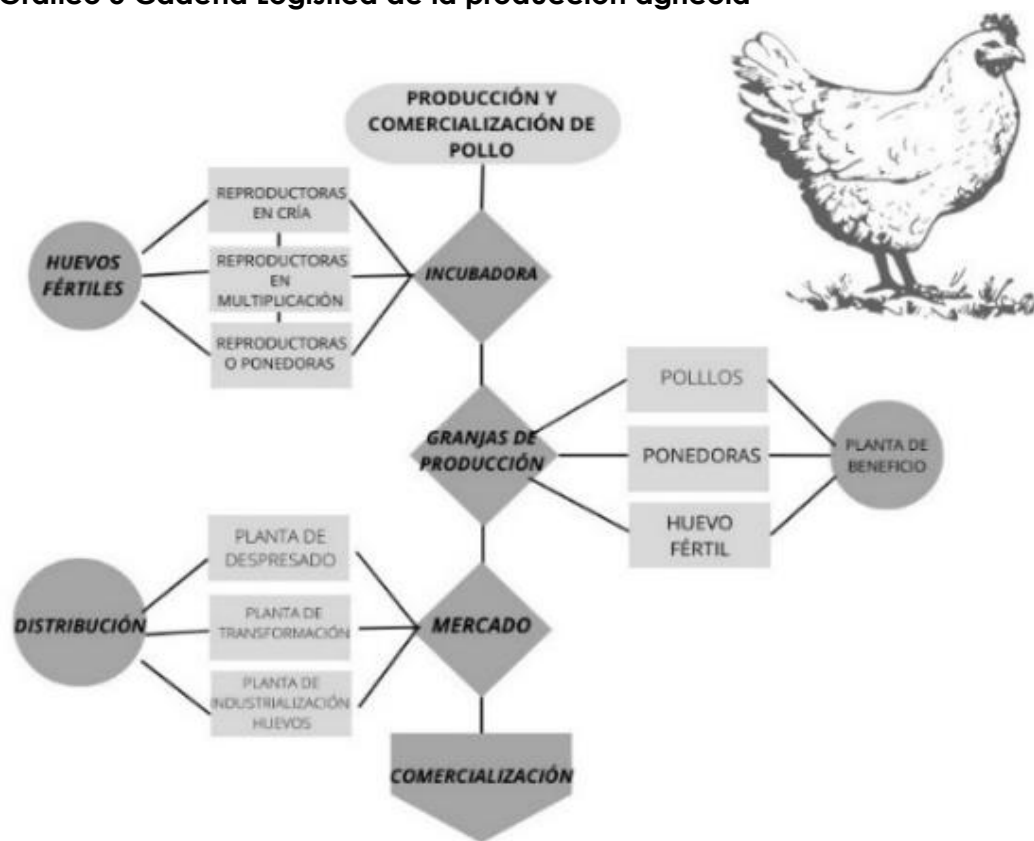 Gráfico 3 Cadena Logística de la producción agrícola
PRODUCCIÓN Y
COMERCIALIZACIÓN DE
POLLO
REPRODUCTORAS
EN CRÍA
HUEVOS
FÉRTILES
REPRODUCTORAS
EN
MULTIPLICACIÓN
INCUBADORA
REPRODUCTORAS
O PONEDORAS
POLLLOS
GRANJAS DE
PRODUCCIÓN
PONEDORAS
PLANTA DE
BENEFICIO
HUEVO
FÉRTIL
PLANTA DE
DESPRESADO
DISTRIBUCIÓN
PLANTA DE
TRANSFORMACIÓN
MERCADO
PLANTA DE
INDUSTRIALIZACIÓN
HUEVOS
COMERCIALIZACIÓN